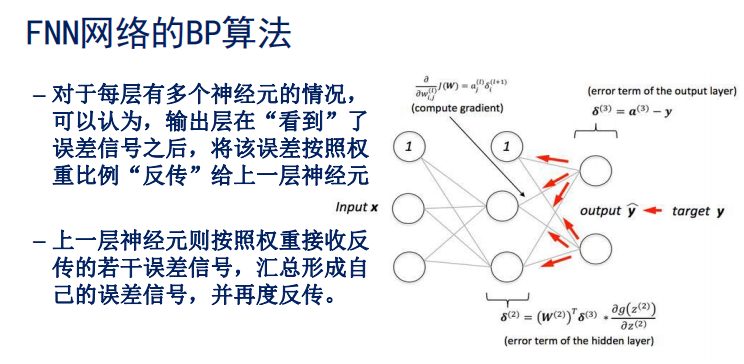 FNN网络的BP算法
– 对于每层有多个神经元的情况，
可以认为，输出层在“看到”了
误差信号之后，将该误差按照权
重比例“反传”给上一层神经元
– 上一层神经元则按照权重接收反
传的若干误差信号，汇总形成自
己的误差信号，并再度反传。
∂/∂w_{i,j}^{(l)} J(W) = a_j^{(l)} δ_i^{(l+1)}
(compute gradient)
(error term of the output layer)
δ^{(3)} = a^{(3)} − y
1
1
Input x
output ŷ
target y
δ^{(2)} = (W^{(2)})^T δ^{(3)} * ∂g(z^{(2)})/∂z^{(2)}
(error term of the hidden layer)